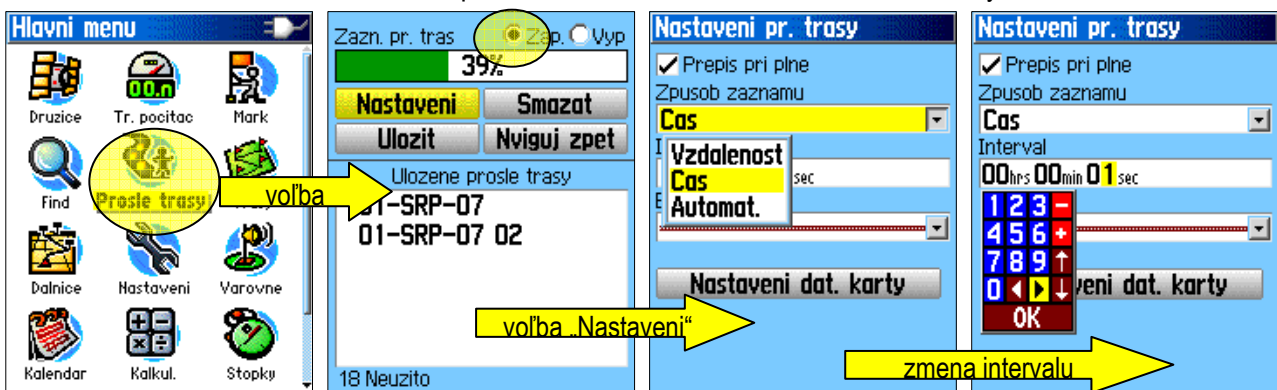 Hlavni menu
Druzice
Tr. pocitac
Mark
Find
Prosle trasy
voľba
Dalnice
Nastaveni
Varovne
Kalendar
Kalkul.
Stopky
Zazn. pr. tras
Zap.
Vyp
39%
Nastaveni
Smazat
Ulozit
Nviguj zpet
Ulozene prosle trasy
01-SRP-07
01-SRP-07 02
18 Neuzito
voľba „Nastaveni“
Nastaveni pr. trasy
Prepis pri plne
Zpusob zaznamu
Cas
Vzdalenost
Cas
Automat.
sec
Nastaveni dat. karty
Nastaveni pr. trasy
Prepis pri plne
Zpusob zaznamu
Cas
Interval
00hrs 00min 01sec
1 2 3 -
4 5 6 +
7 8 9 ↑
0 ◄ ► ↓
OK
veni dat. karty
zmena intervalu